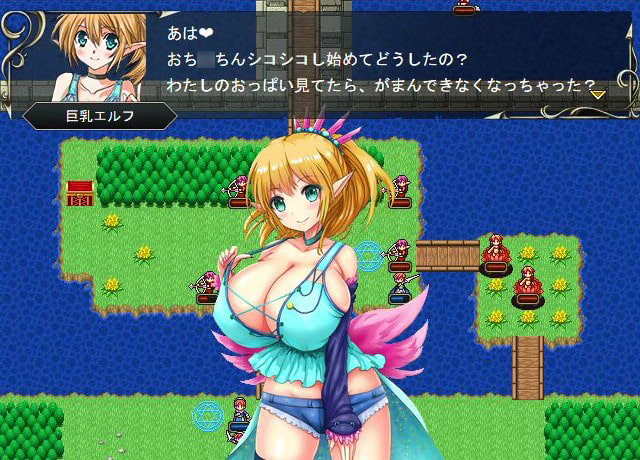 あは❤
おち ちんシコシコし始めてどうしたの？
わたしのおっぱい見てたら、がまんできなくなっちゃった？
巨乳エルフ